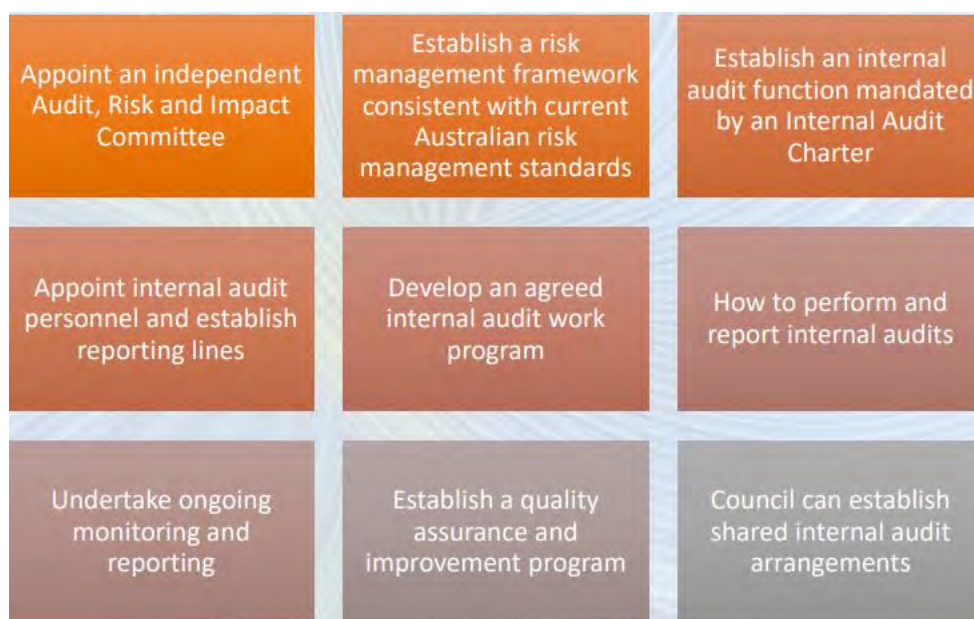 Appoint an independent
Audit, Risk and Impact
Committee
Establish a risk
management framework
consistent with current
Australian risk
management standards
Establish an internal
audit function mandated
by an Internal Audit
Charter
Appoint internal audit
personnel and establish
reporting lines
Develop an agreed
internal audit work
program
How to perform and
report internal audits
Undertake ongoing
monitoring and
reporting
Establish a quality
assurance and
improvement program
Council can establish
shared internal audit
arrangements